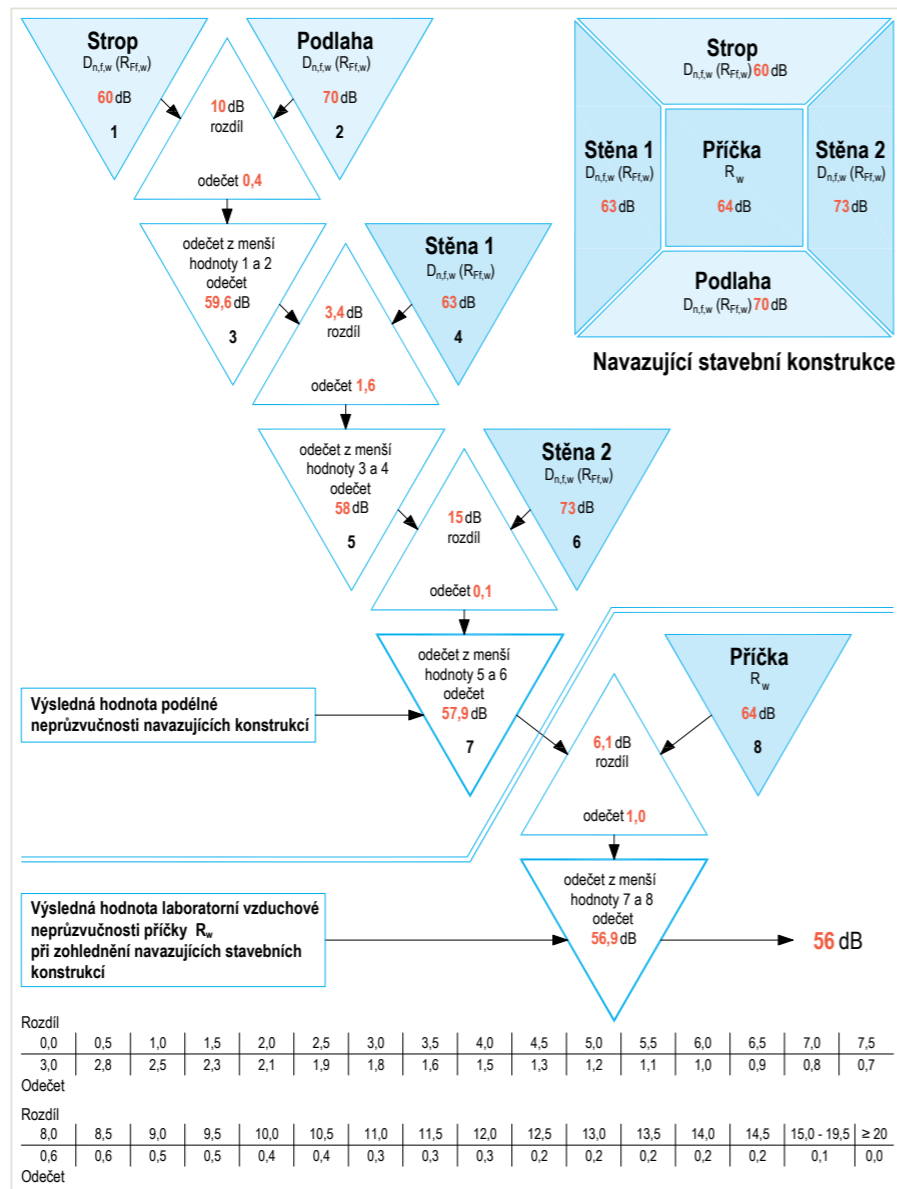 Strop
Dn,f,w (RFf,w)
60 dB
1
10 dB
rozdíl
odečet 0,4
Podlaha
Dn,f,w (RFf,w)
70 dB
2
odečet z menší
hodnoty 1 a 2
odečet
59,6 dB
3
3,4 dB
rozdíl
odečet 1,6
Stěna 1
Dn,f,w (RFf,w)
63 dB
4
odečet z menší
hodnoty 3 a 4
odečet
58 dB
5
15 dB
rozdíl
odečet 0,1
Stěna 2
Dn,f,w (RFf,w)
73 dB
6
odečet z menší
hodnoty 5 a 6
odečet
57,9 dB
7
6,1 dB
rozdíl
odečet 1,0
Příčka
Rw
64 dB
8
odečet z menší
hodnoty 7 a 8
odečet
56,9 dB
56 dB
Strop
Dn,f,w (RFf,w) 60 dB
Stěna 1
Dn,f,w (RFf,w)
63 dB
Příčka
Rw
64 dB
Stěna 2
Dn,f,w (RFf,w)
73 dB
Podlaha
Dn,f,w (RFf,w) 70 dB
Navazující stavební konstrukce
Výsledná hodnota podélné
neprůzvučnosti navazujících konstrukcí
Výsledná hodnota laboratorní vzduchové
neprůzvučnosti příčky Rw
při zohlednění navazujících stavebních
konstrukcí
Rozdíl
0,0 0,5 1,0 1,5 2,0 2,5 3,0 3,5 4,0 4,5 5,0 5,5 6,0 6,5 7,0 7,5
3,0 2,8 2,5 2,3 2,1 1,9 1,8 1,6 1,5 1,3 1,2 1,1 1,0 0,9 0,8 0,7
Odečet
Rozdíl
8,0 8,5 9,0 9,5 10,0 10,5 11,0 11,5 12,0 12,5 13,0 13,5 14,0 14,5 15,0 - 19,5 ≥ 20
0,6 0,6 0,5 0,5 0,4 0,4 0,3 0,3 0,3 0,2 0,2 0,2 0,2 0,2 0,1 0,0
Odečet